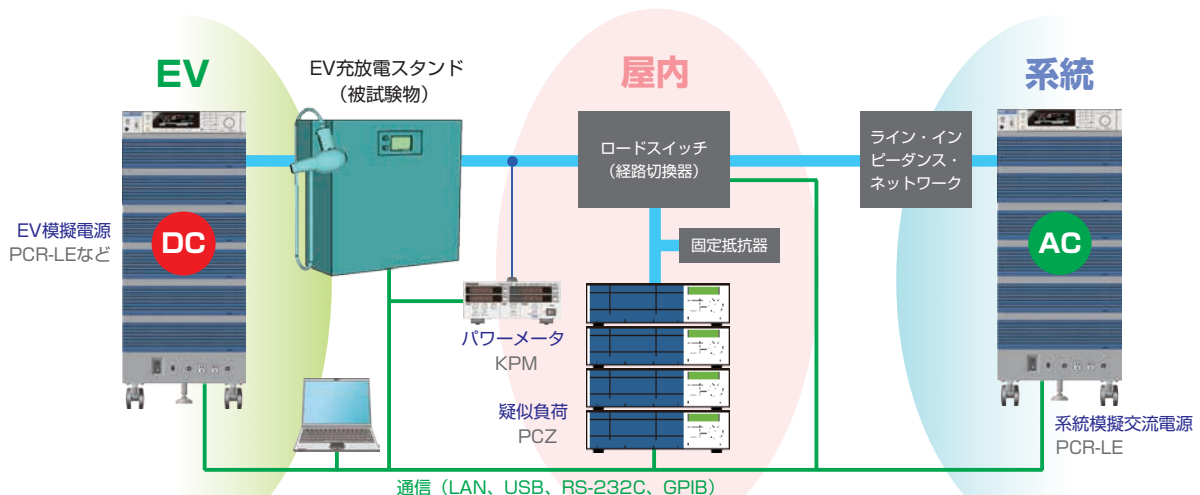 EV
EV充放電スタンド
（被試験物）
屋内
系統
ロードスイッチ
（経路切換器）
ライン・イン
ピーダンス・
ネットワーク
EV模擬電源
PCR-LEなど
DC
AC
固定抵抗器
パワーメータ
KPM
疑似負荷
PCZ
系統模擬交流電源
PCR-LE
通信（LAN、USB、RS-232C、GPIB）